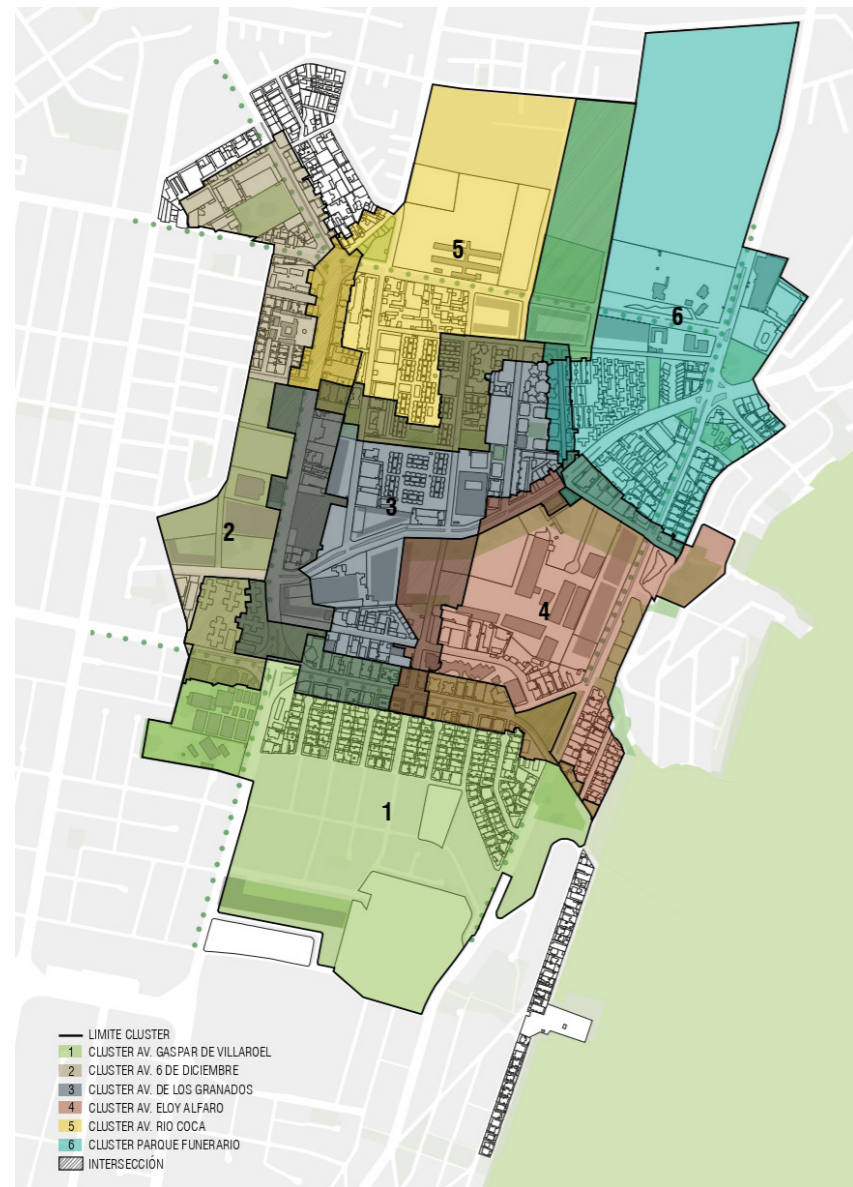 5
6
3
2
4
1
LIMITE CLUSTER
1 CLUSTER AV. GASPAR DE VILLAROEL
2 CLUSTER AV. 6 DE DICIEMBRE
3 CLUSTER AV. DE LOS GRANADOS
4 CLUSTER AV. ELOY ALFARO
5 CLUSTER AV. RIO COCA
6 CLUSTER PARQUE FUNERARIO
INTERSECCIÓN